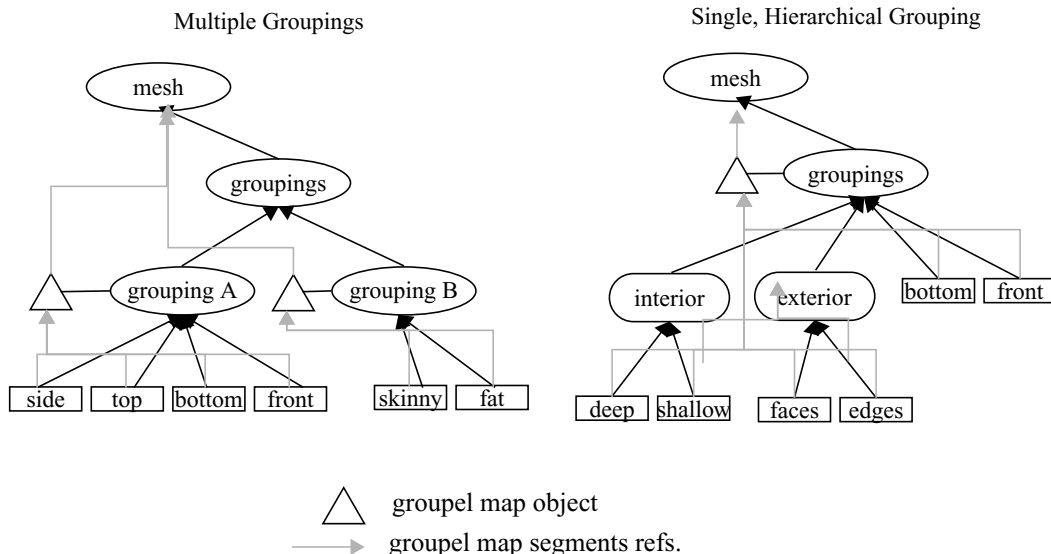 Multiple Groupings
mesh
groupings
grouping A
grouping B
side
top
bottom
front
skinny
fat
Single, Hierarchical Grouping
mesh
groupings
interior
exterior
bottom
front
deep
shallow
faces
edges
groupel map object
groupel map segments refs.